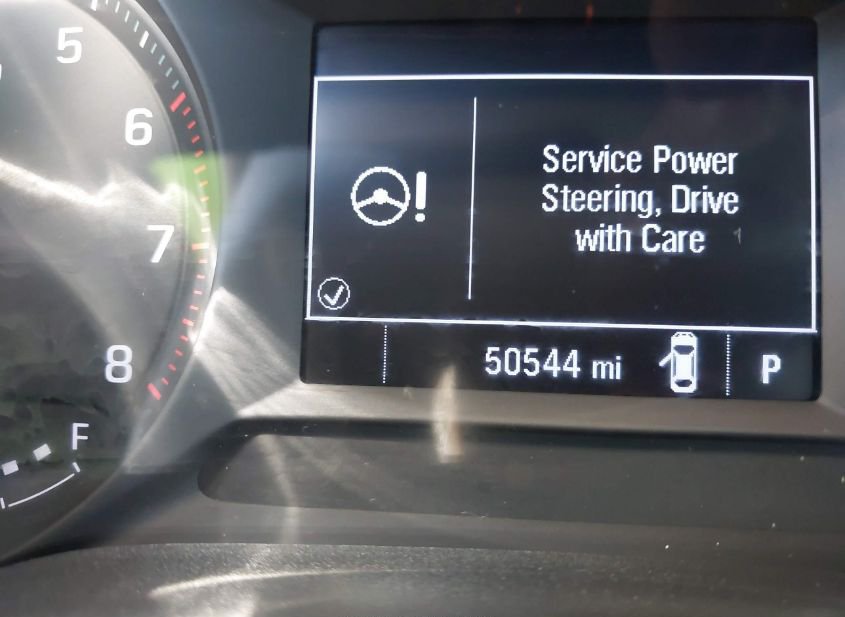 5
6
7
8
F
Service Power
Steering, Drive
with Care
50544 mi
P